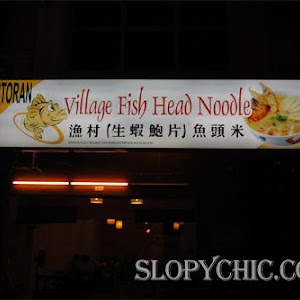 TORAN
Village Fish Head Noodle
漁村(生蝦鮑片)魚頭米
SLOPYCHIC.CO